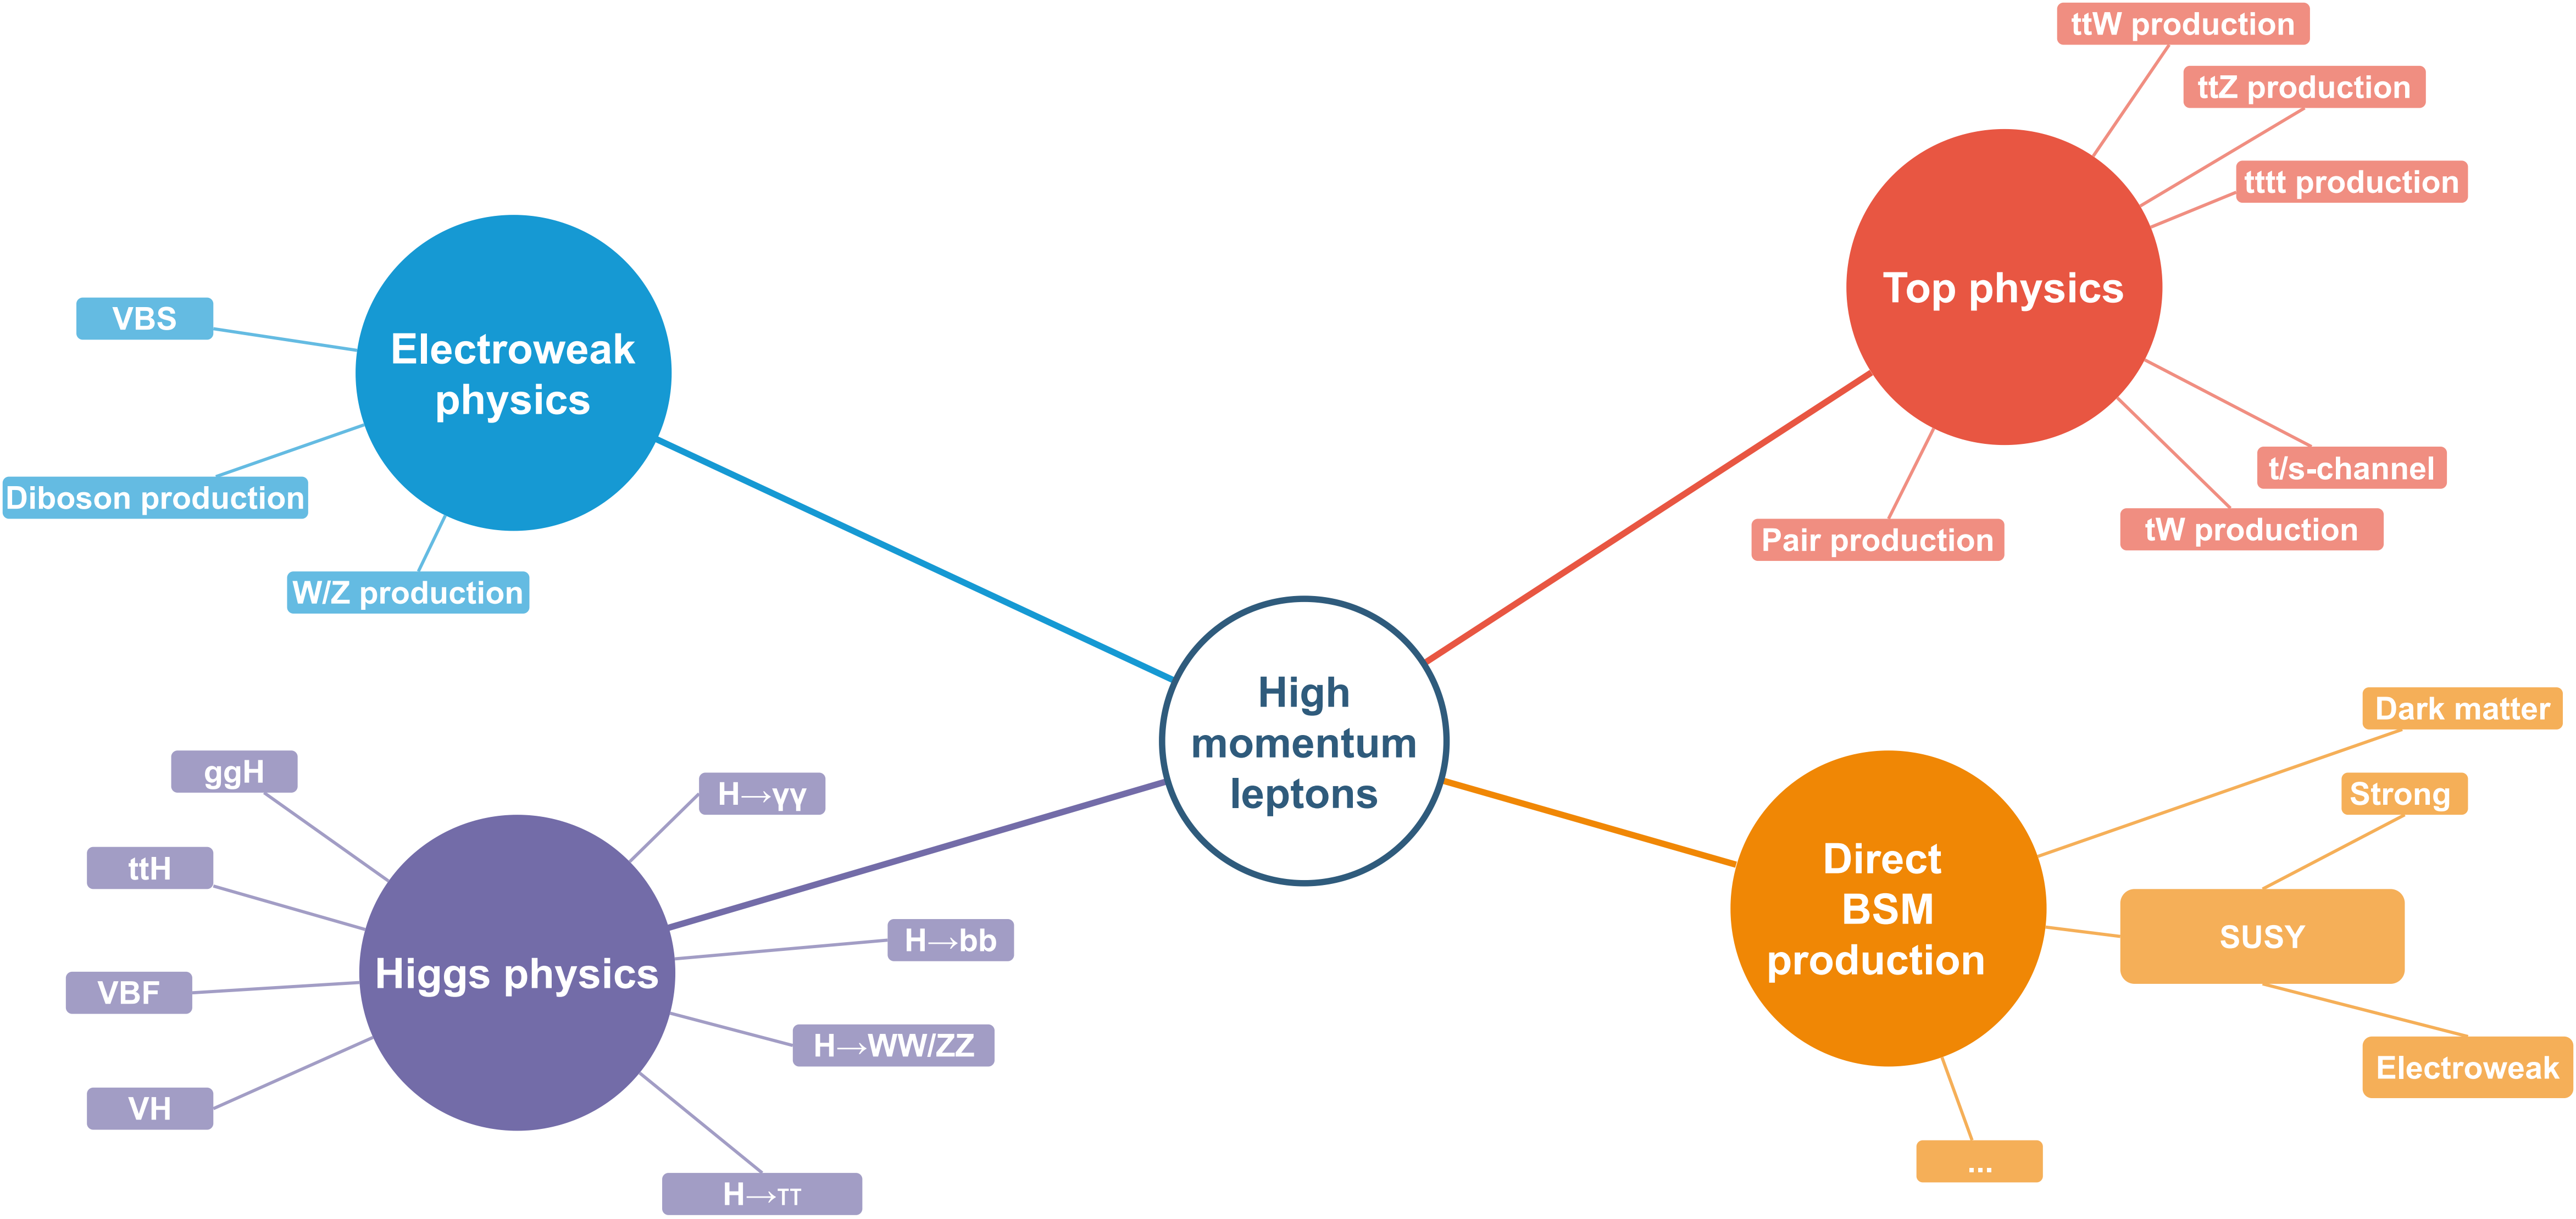 ttW production
ttZ production
tttt production
Top physics
t/s-channel
tW production
Pair production
VBS
Electroweak
physics
Diboson production
W/Z production
High
momentum
leptons
ggH
ttH
VBF
VH
Higgs physics
H→γγ
H→bb
H→WW/ZZ
H→ττ
Dark matter
Strong
Direct
BSM
production
SUSY
Electroweak
...